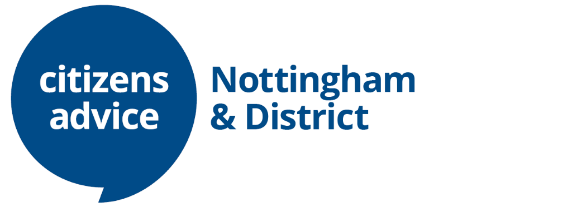 citizens
advice
Nottingham
& District